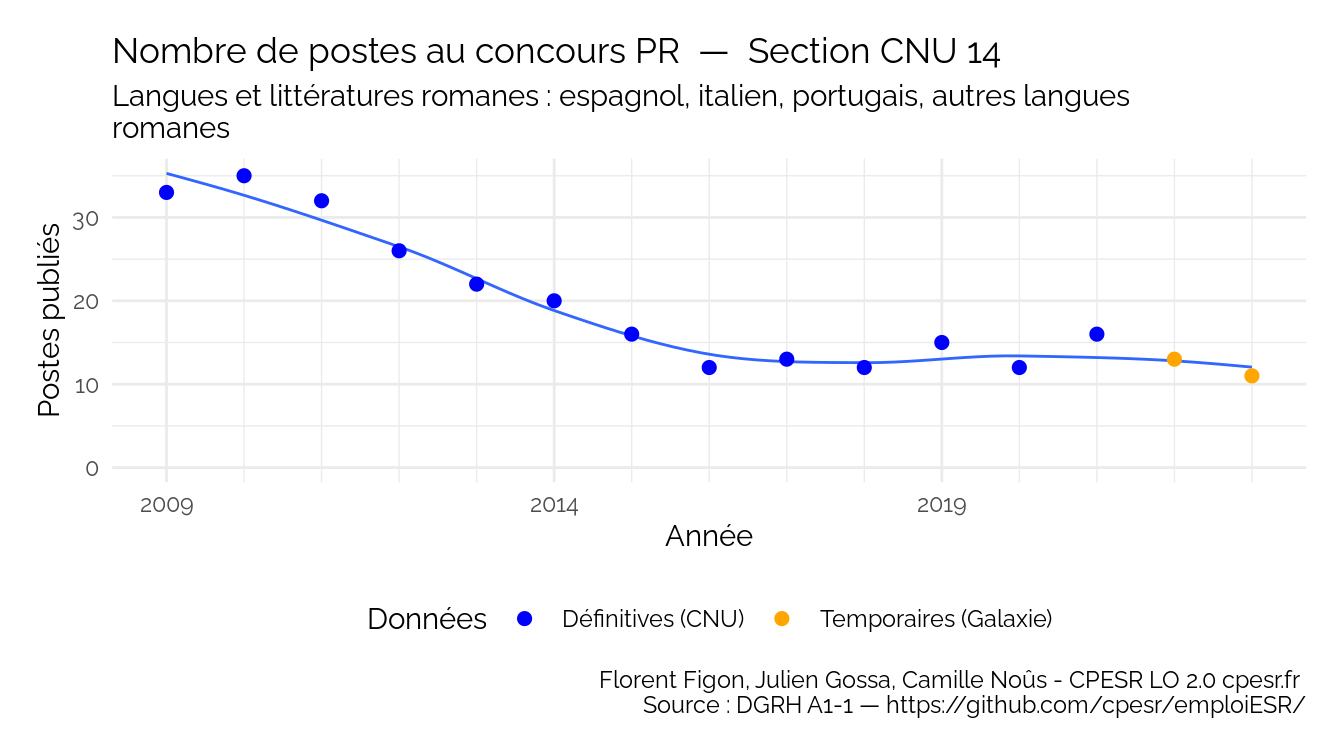 Nombre de postes au concours PR — Section CNU 14
Langues et littératures romanes : espagnol, italien, portugais, autres langues
romanes
Postes publiés
30
20
10
0
2009
2014
2019
Année
Données
Définitives (CNU)
Temporaires (Galaxie)
Florent Figon, Julien Gossa, Camille Noûs - CPESR LO 2.0 cpesr.fr
Source : DGRH A1-1 — https://github.com/cpesr/emploiESR/